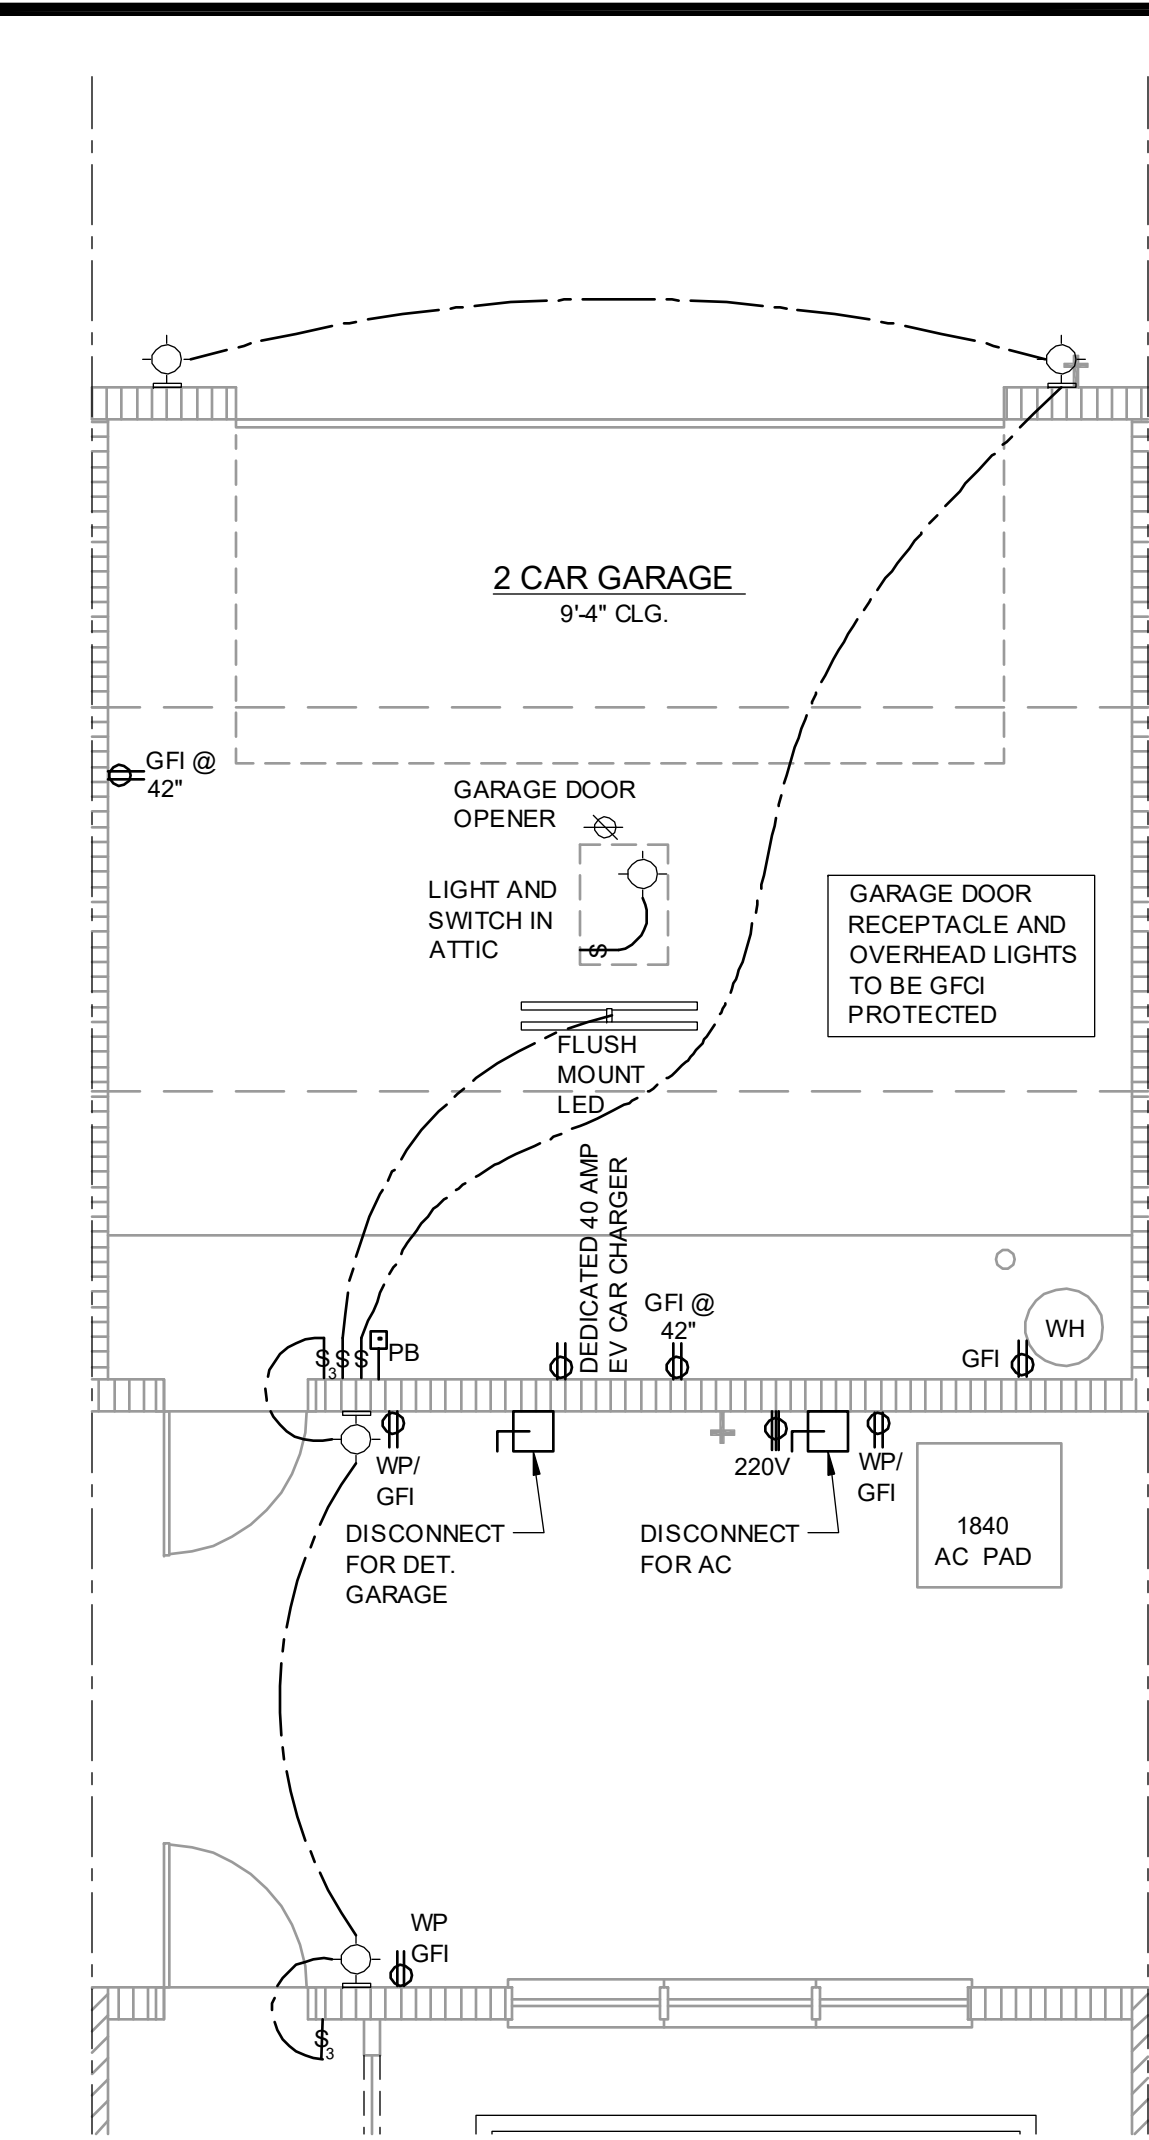 2 CAR GARAGE
9'-4" CLG.
GFI @
42"
GARAGE DOOR
OPENER
LIGHT AND
SWITCH IN
ATTIC
S
GARAGE DOOR
RECEPTACLE AND
OVERHEAD LIGHTS
TO BE GFCI
PROTECTED
FLUSH
MOUNT
LED
DEDICATED 40 AMP
EV CAR CHARGER
GFI @
42"
WH
GFI
S3 S S PB
WP/
GFI
220V
WP/
GFI
DISCONNECT
FOR DET.
GARAGE
DISCONNECT
FOR AC
1840
AC PAD
WP
GFI
S3